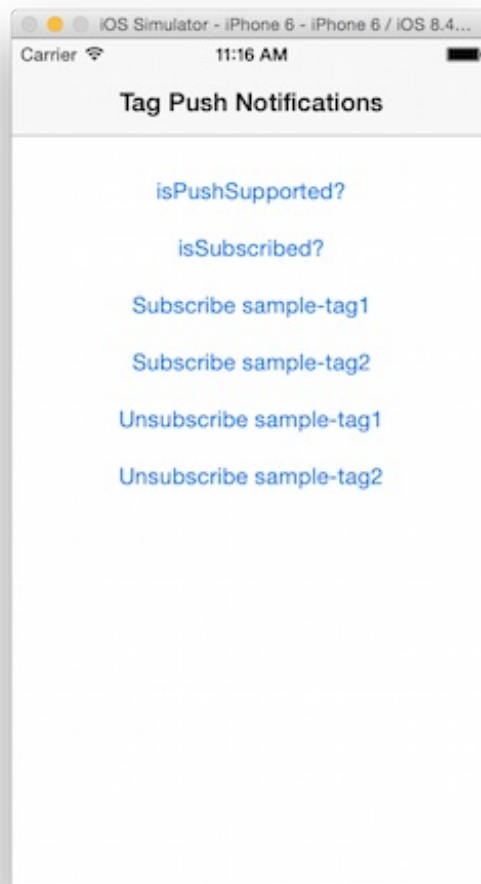 iOS Simulator - iPhone 6 - iPhone 6 / iOS 8.4...
Carrier 11:16 AM
Tag Push Notifications
isPushSupported?
isSubscribed?
Subscribe sample-tag1
Subscribe sample-tag2
Unsubscribe sample-tag1
Unsubscribe sample-tag2